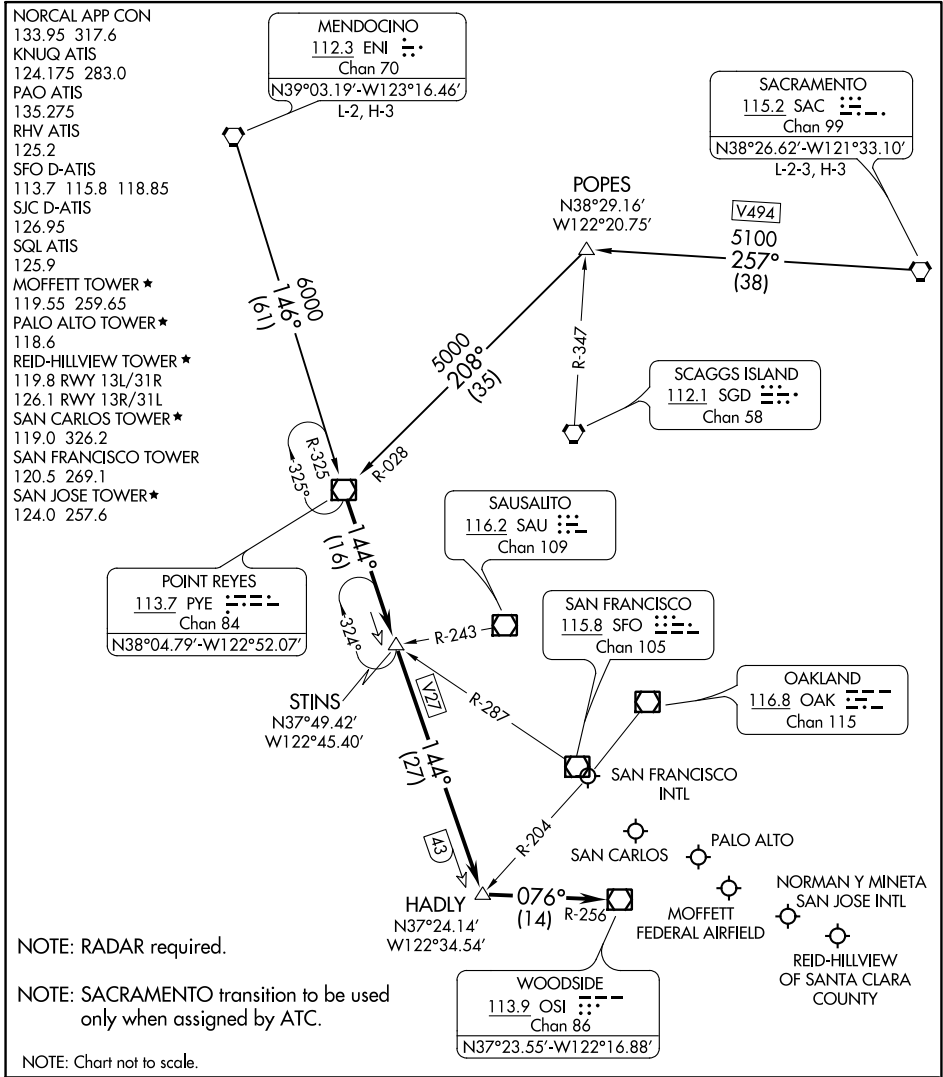 NORCAL APP CON
133.95 317.6
KNUQ ATIS
124.175 283.0
PAO ATIS
135.275
RHV ATIS
125.2
SFO D-ATIS
113.7 115.8 118.85
SJC D-ATIS
126.95
SQL ATIS
125.9
MOFFETT TOWER★
119.55 259.65
PALO ALTO TOWER★
118.6
REID-HILLVIEW TOWER★
119.8 RWY 13L/31R
126.1 RWY 13R/31L
SAN CARLOS TOWER★
119.0 326.2
SAN FRANCISCO TOWER
120.5 269.1
SAN JOSE TOWER★
124.0 257.6
MENDOCINO
112.3 ENI
Chan 70
N39°03.19'-W123°16.46'
L-2, H-3
SACRAMENTO
115.2 SAC
Chan 99
N38°26.62'-W121°33.10'
L-2-3, H-3
POPES
N38°29.16'
W122°20.75'
V494
5100
257°
(38)
6000
146°
(61)
5000
208°
(35)
R-347
SCAGGS ISLAND
112.1 SGD
Chan 58
R-028
R-325
325°
SAUSALITO
116.2 SAU
Chan 109
144°
(16)
POINT REYES
113.7 PYE
Chan 84
N38°04.79'-W122°52.07'
SAN FRANCISCO
115.8 SFO
Chan 105
R-243
324°
OAKLAND
116.8 OAK
Chan 115
STINS
N37°49.42'
W122°45.40'
V27
R-287
144°
(27)
SAN FRANCISCO
INTL
R-204
43
SAN CARLOS
PALO ALTO
HADLY
N37°24.14'
W122°34.54'
076°
(14)
R-256
MOFFETT
FEDERAL AIRFIELD
NORMAN Y MINETA
SAN JOSE INTL
REID-HILLVIEW
OF SANTA CLARA
COUNTY
WOODSIDE
113.9 OSI
Chan 86
N37°23.55'-W122°16.88'
NOTE: RADAR required.
NOTE: SACRAMENTO transition to be used
only when assigned by ATC.
NOTE: Chart not to scale.